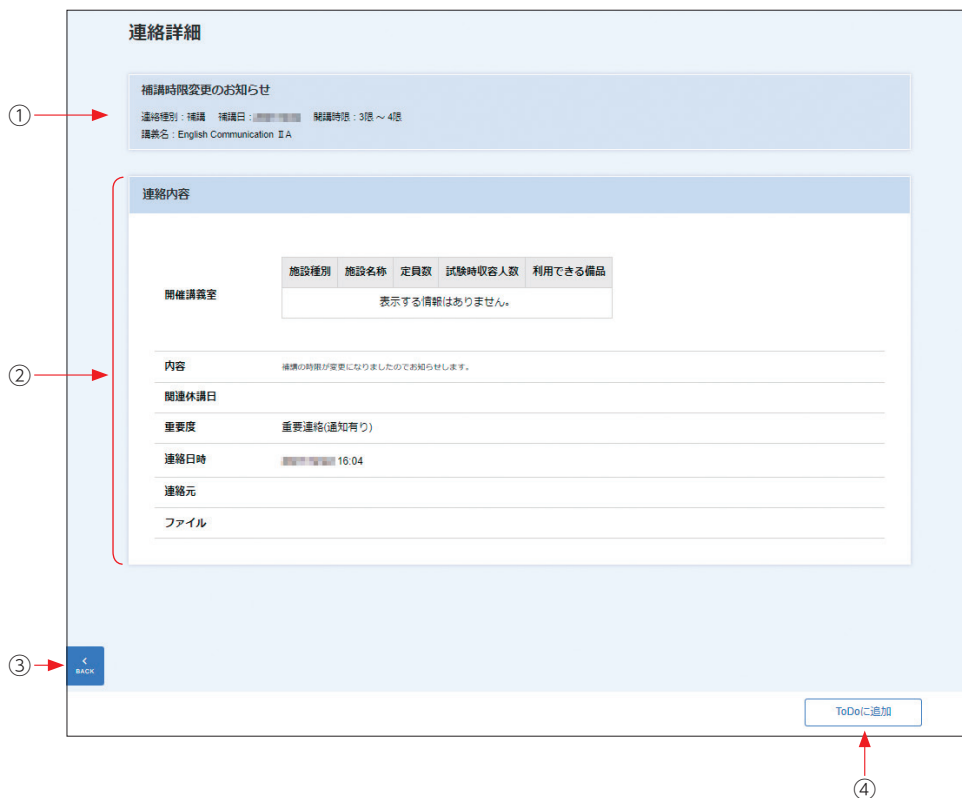 連絡詳細
補講時限変更のお知らせ
①
連絡種別 : 補講 補講日 : 開講時限 : 3限 ～ 4限
講義名 : English Communication ⅡA
連絡内容
施設種別 施設名称 定員数 試験時収容人数 利用できる備品
開催講義室
表示する情報はありません。
②
内容 補講の時限が変更になりましたのでお知らせします。
関連休講日
重要度 重要連絡(通知有り)
連絡日時 16:04
連絡元
ファイル
③
BACK
ToDoに追加
④